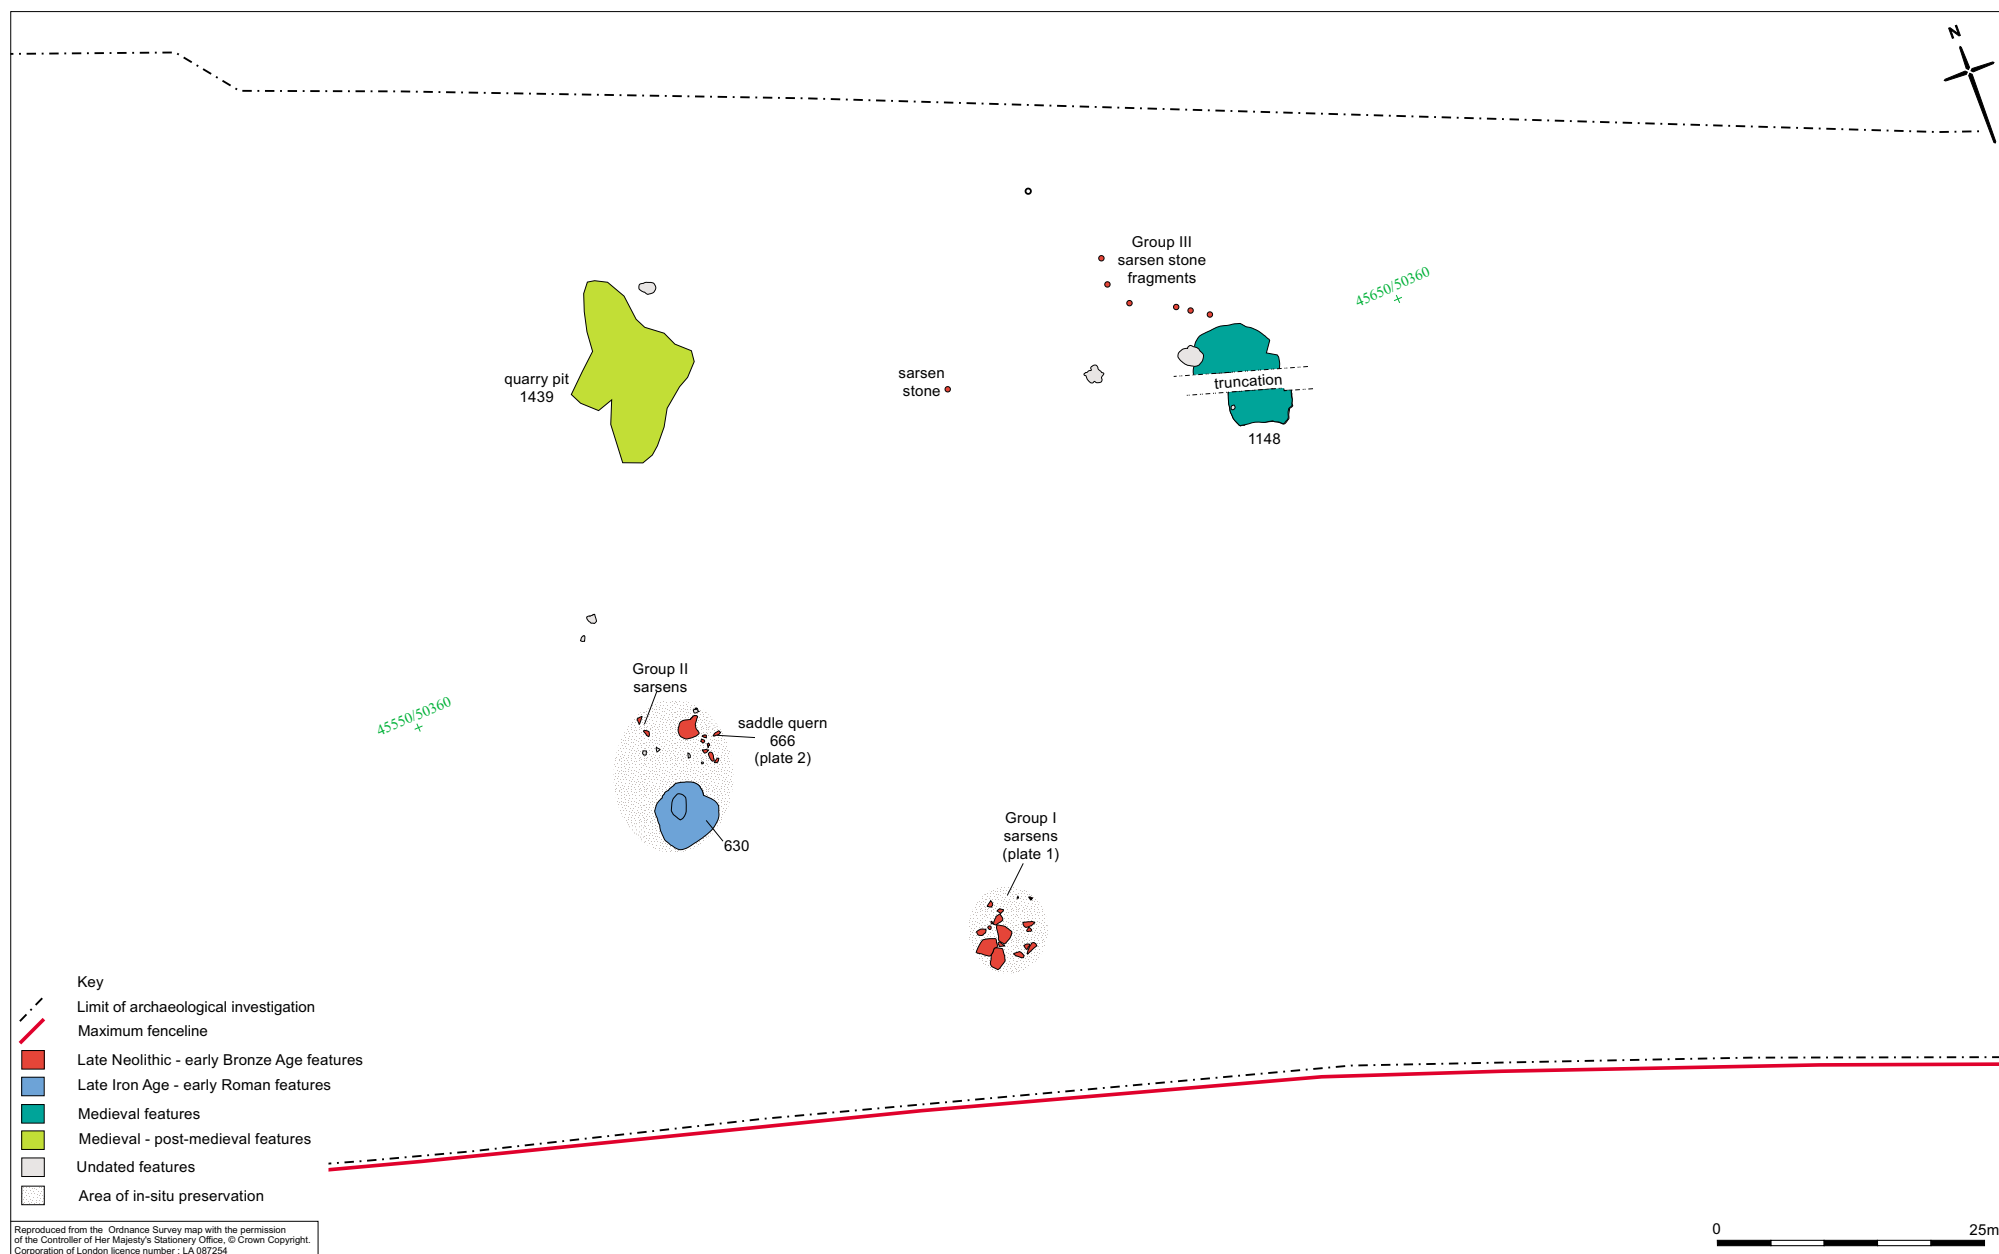 N
Group III
sarsen stone
fragments
45650/50360
quarry pit
1439
sarsen
stone
truncation
1148
Group II
sarsens
45550/50360
saddle quern
666
(plate 2)
630
Group I
sarsens
(plate 1)
Key
Limit of archaeological investigation
Maximum fenceline
Late Neolithic - early Bronze Age features
Late Iron Age - early Roman features
Medieval features
Medieval - post-medieval features
Undated features
Area of in-situ preservation
Reproduced from the Ordnance Survey map with the permission
of the Controller of Her Majesty's Stationery Office, © Crown Copyright.
Corporation of London licence number : LA 087254
0 25m